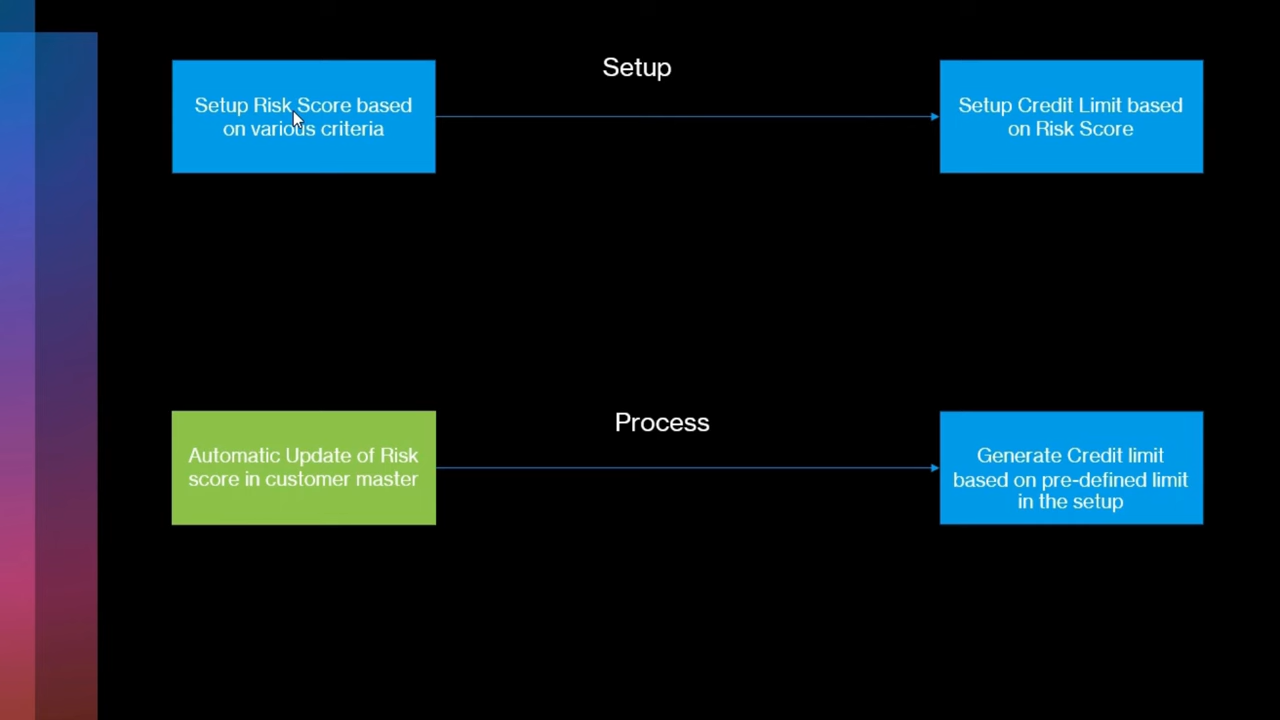 Setup
Setup Risk Score based
on various criteria
Setup Credit Limit based
on Risk Score
Process
Automatic Update of Risk
score in customer master
Generate Credit limit
based on pre-defined limit
in the setup